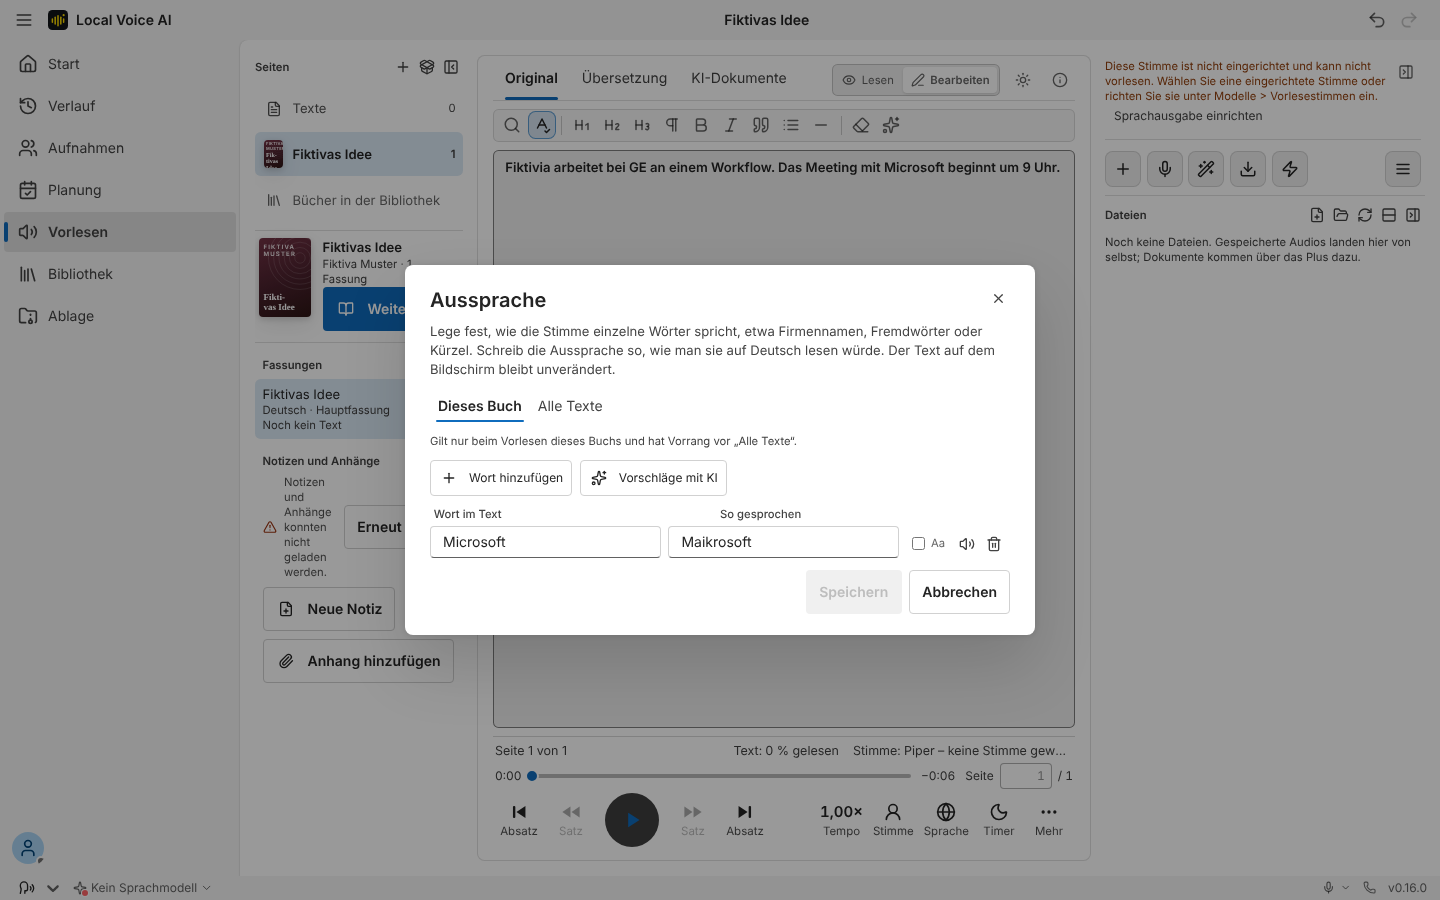 Local Voice AI
Fiktivas Idee
Start
Verlauf
Aufnahmen
Planung
Vorlesen
Bibliothek
Ablage
Seiten
Texte 0
FIKTIVA
MUSTER
Fik-
tivas
Idee
Fiktivas Idee 1
Bücher in der Bibliothek
FIKTIVA
MUSTER
Fikti-
vas Idee
Fiktivas Idee
Fiktiva Muster · 1
Fassung
Weite
Fassungen
Fiktivas Idee
Deutsch · Hauptfassung
Noch kein Text
Notizen und Anhänge
Notizen
und
Anhänge
konnten
nicht
geladen
werden.
Erneut
Neue Notiz
Anhang hinzufügen
Original Übersetzung KI-Dokumente Lesen Bearbeiten
H1 H2 H3
Fiktivia arbeitet bei GE an einem Workflow. Das Meeting mit Microsoft beginnt um 9 Uhr.
Aussprache
Lege fest, wie die Stimme einzelne Wörter spricht, etwa Firmennamen, Fremdwörter oder
Kürzel. Schreib die Aussprache so, wie man sie auf Deutsch lesen würde. Der Text auf dem
Bildschirm bleibt unverändert.
Dieses Buch Alle Texte
Gilt nur beim Vorlesen dieses Buchs und hat Vorrang vor „Alle Texte“.
Wort hinzufügen Vorschläge mit KI
Wort im Text So gesprochen
Microsoft Maikrosoft Aa
Speichern Abbrechen
Seite 1 von 1 Text: 0 % gelesen Stimme: Piper – keine Stimme gew…
0:00 −0:06 Seite 1 / 1
1,00×
Absatz Satz Satz Absatz Tempo Stimme Sprache Timer Mehr
Diese Stimme ist nicht eingerichtet und kann nicht
vorlesen. Wählen Sie eine eingerichtete Stimme oder
richten Sie sie unter Modelle > Vorlesestimmen ein.
Sprachausgabe einrichten
Dateien
Noch keine Dateien. Gespeicherte Audios landen hier von
selbst; Dokumente kommen über das Plus dazu.
Kein Sprachmodell
v0.16.0